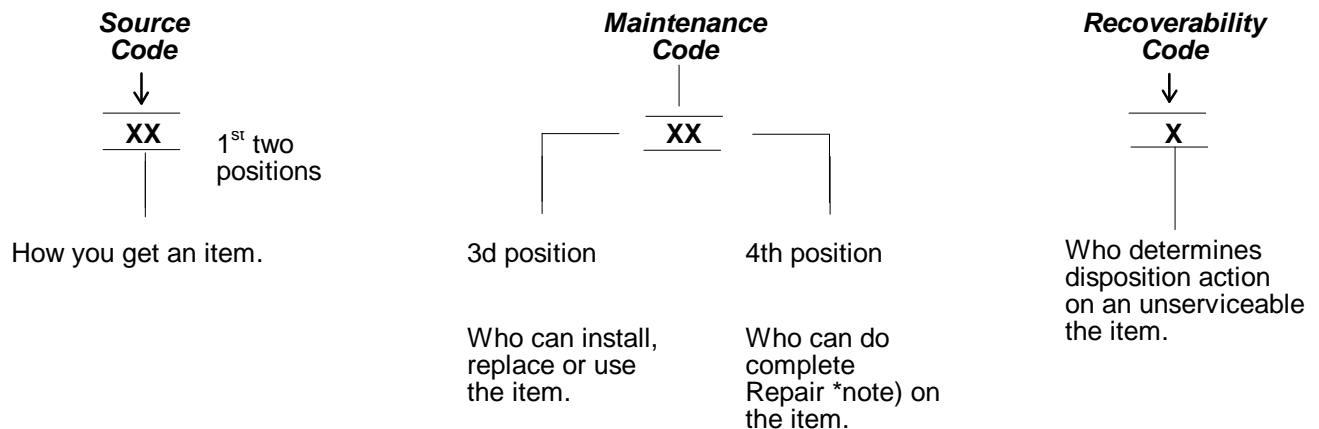 Source
Code
XX
1st two
positions
How you get an item.
Maintenance
Code
XX
3d position
Who can install,
replace or use
the item.
4th position
Who can do
complete
Repair *note) on
the item.
Recoverability
Code
X
Who determines
disposition action
on an unserviceable
the item.